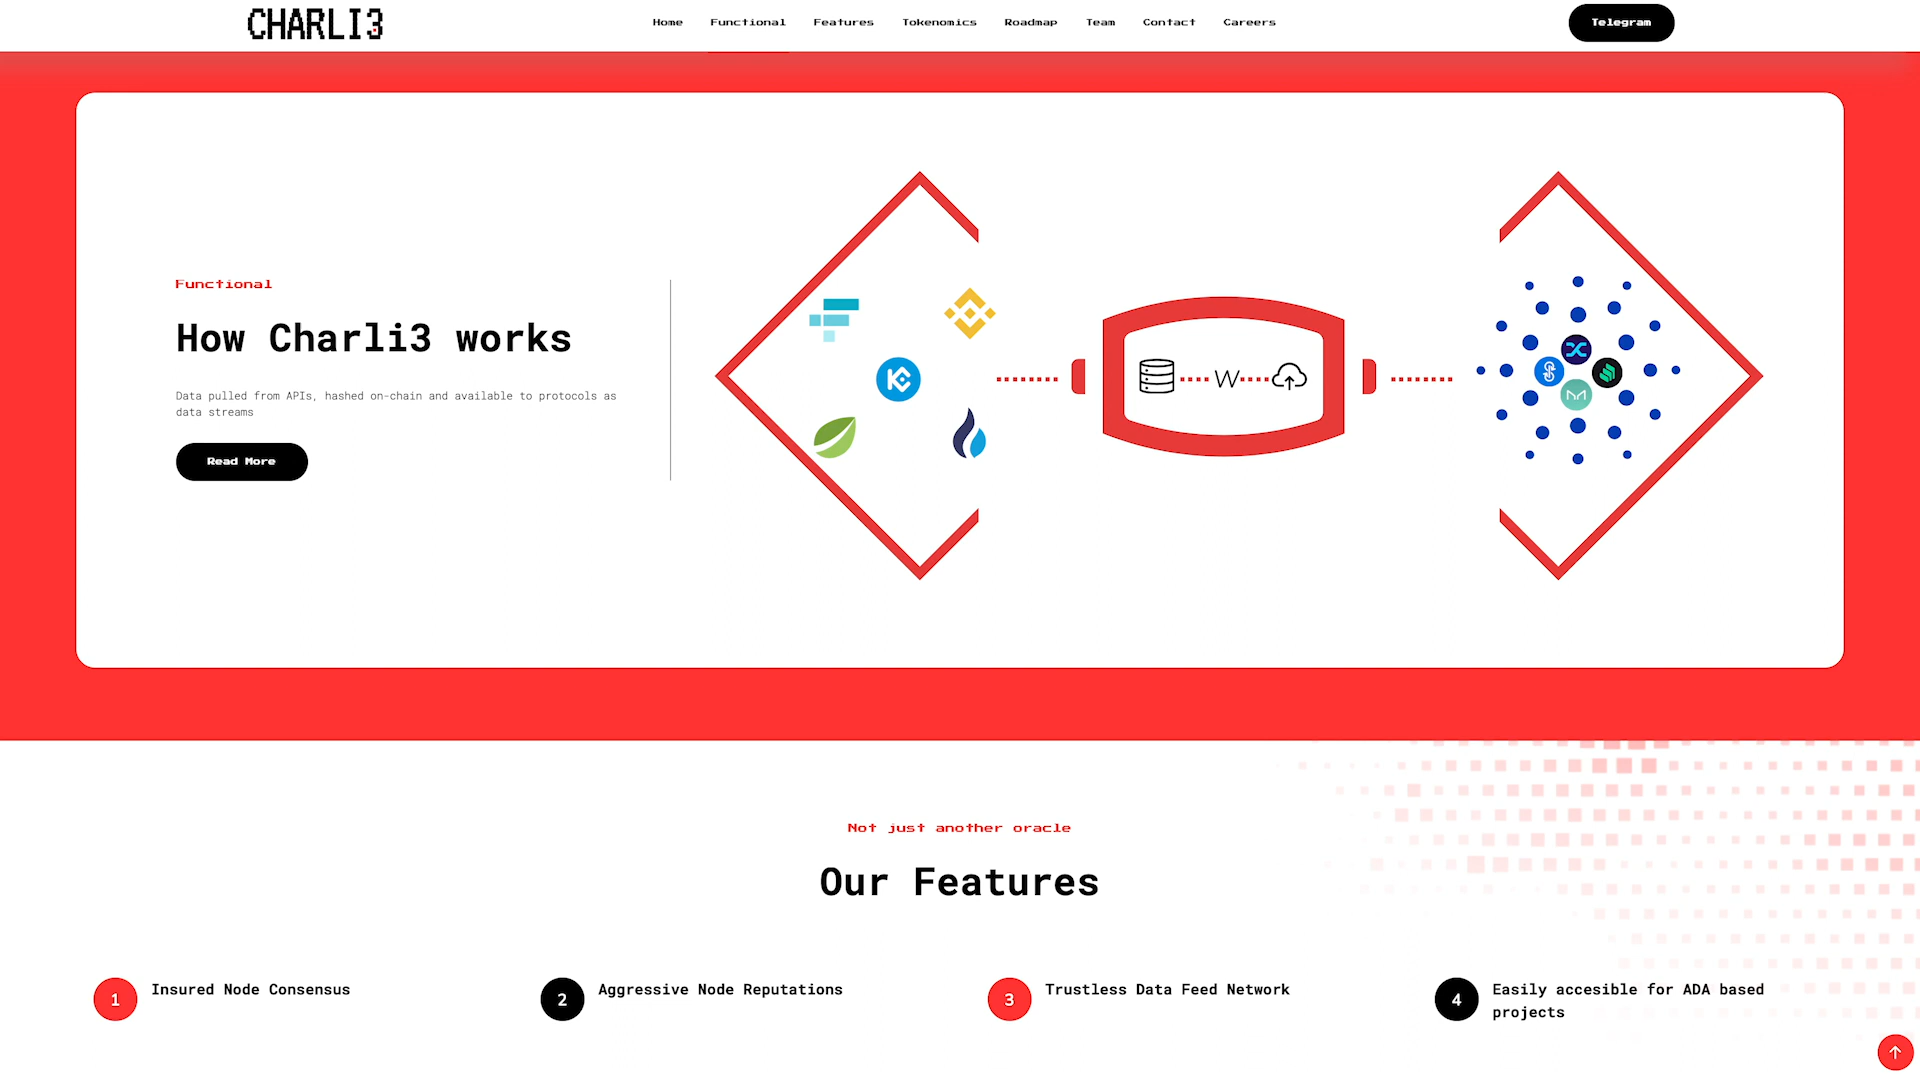 CHARLI3
Home Functional Features Tokenomics Roadmap Team Contact Careers
Telegram
Functional
How Charli3 works
Data pulled from APIs, hashed on-chain and available to protocols as
data streams
Read More
W
Not just another oracle
Our Features
1 Insured Node Consensus
2 Aggressive Node Reputations
3 Trustless Data Feed Network
4 Easily accesible for ADA based
projects